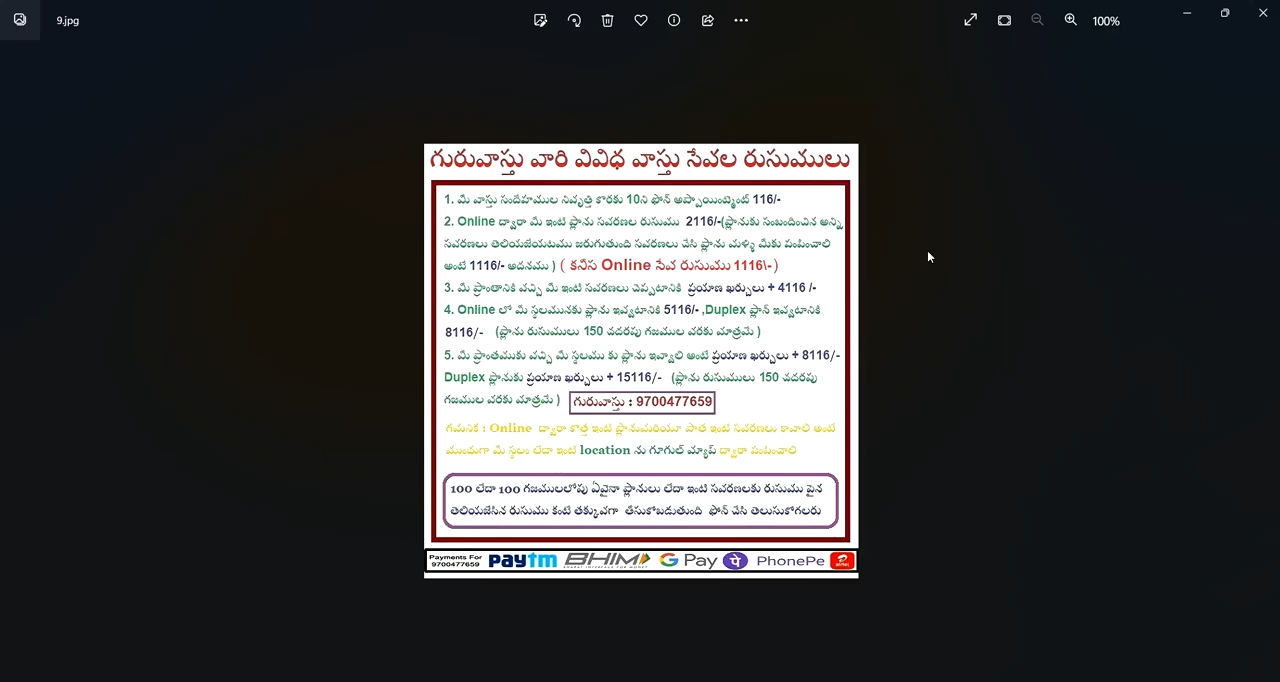 9.jpg
100%
గురువాస్తు వారి వివిధ వాస్తు సేవల రుసుములు
1. మీ వాస్తు సందేహముల నివృత్తి కొరకు 10ని ఫోన్ అప్పాయింట్మెంట్ 116/-
2. Online ద్వారా మీ ఇంటి ప్లాను సవరణల రుసుము 2116/-(ప్లానుకు సంబందించిన అన్ని
సవరణలు తెలియజేయటము జరుగుతుంది సవరణలు చేసి ప్లాను మళ్ళి మీకు పంపించాలి
అంటే 1116/- అదనము ) ( కనీస Online సేవ రుసుము 1116\- )
3. మీ ప్రాంతానికి వచ్చి మీ ఇంటి సవరణలు చెప్పటానికి ప్రయాణ ఖర్చులు + 4116 /-
4. Online లో మీ స్థలమునకు ప్లాను ఇవ్వటానికి 5116/- ,Duplex ప్లాన్ ఇవ్వటానికి
8116/- (ప్లాను రుసుములు 150 చదరపు గజముల వరకు మాత్రమే )
5. మీ ప్రాంతముకు వచ్చి మీ స్థలము కు ప్లాను ఇవ్వాలి అంటే ప్రయాణ ఖర్చులు + 8116/-
Duplex ప్లానుకు ప్రయాణ ఖర్చులు + 15116/- (ప్లాను రుసుములు 150 చదరపు
గజముల వరకు మాత్రమే ) గురువాస్తు : 9700477659
గమనిక : Online ద్వారా కొత్త ఇంటి ప్లానుమరియూ పాత ఇంటి సవరణలు కావాలి అంటే
ముందుగా మీ స్థలం లేదా ఇంటి location ను గూగుల్ మ్యాప్ ద్వారా పంపించాలి
100 లేదా 100 గజములలోపు ఏవైనా ప్లానులు లేదా ఇంటి సవరణలకు రుసుము పైన
తెలియజేసిన రుసుము కంటే తక్కువగా తీసుకోబడుతుంది ఫోన్ చేసి తెలుసుకోగలరు
Payments For
9700477659
paytm BHIM G Pay PhonePe airtel